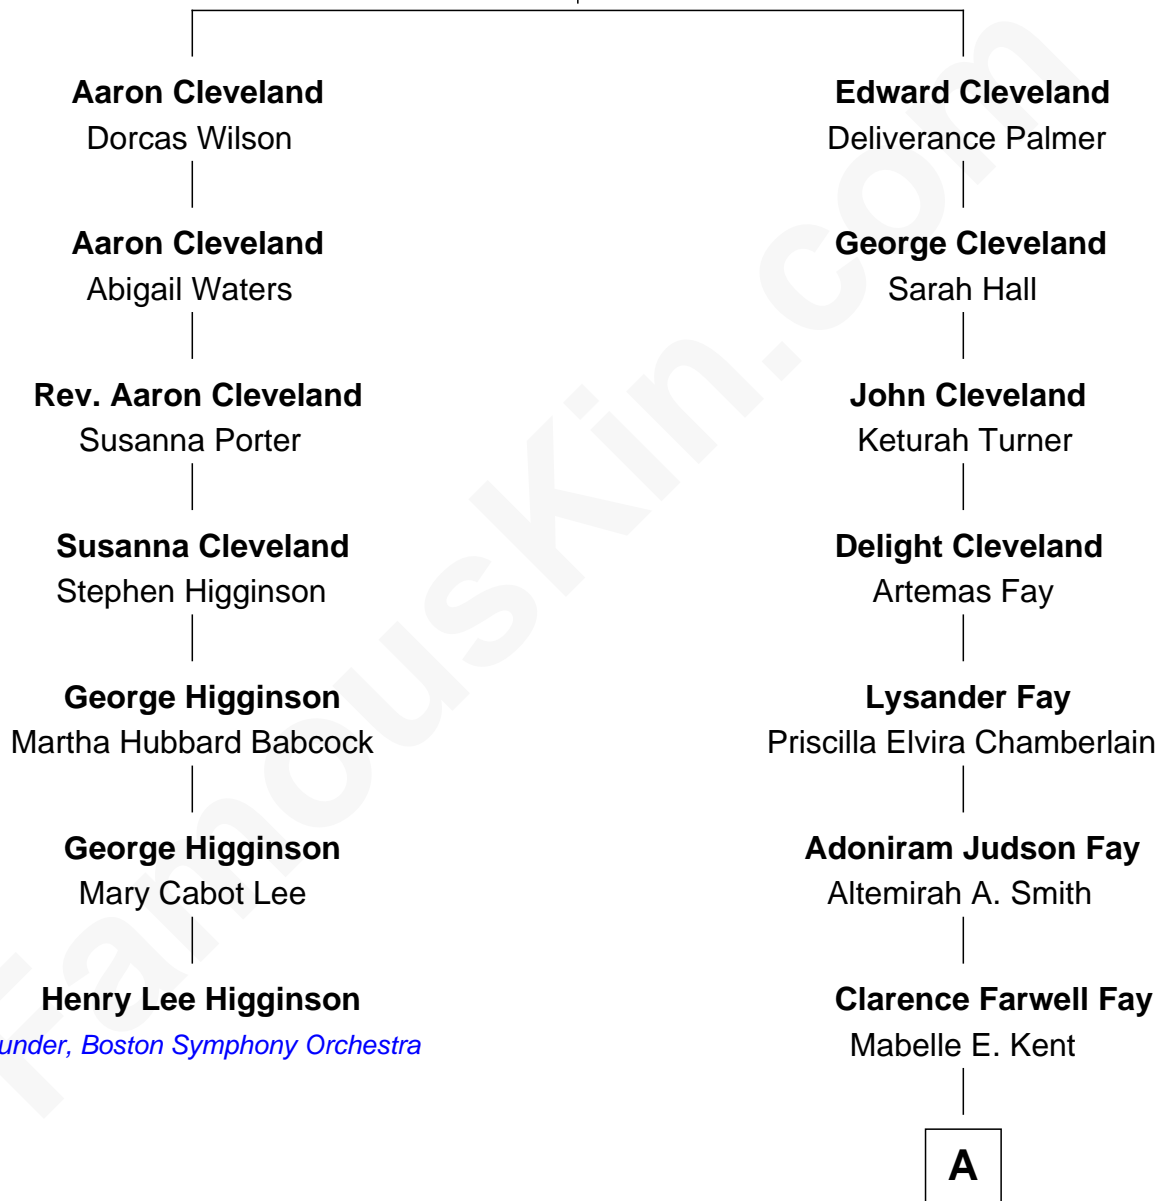 Aaron Cleveland
Dorcas Wilson
Aaron Cleveland
Abigail Waters
Rev. Aaron Cleveland
Susanna Porter
Susanna Cleveland
Stephen Higginson
George Higginson
Martha Hubbard Babcock
George Higginson
Mary Cabot Lee
Henry Lee Higginson
under, Boston Symphony Orchestra
Edward Cleveland
Deliverance Palmer
George Cleveland
Sarah Hall
John Cleveland
Keturah Turner
Delight Cleveland
Artemas Fay
Lysander Fay
Priscilla Elvira Chamberlain
Adoniram Judson Fay
Altemirah A. Smith
Clarence Farwell Fay
Mabelle E. Kent
A
FamousKin.com